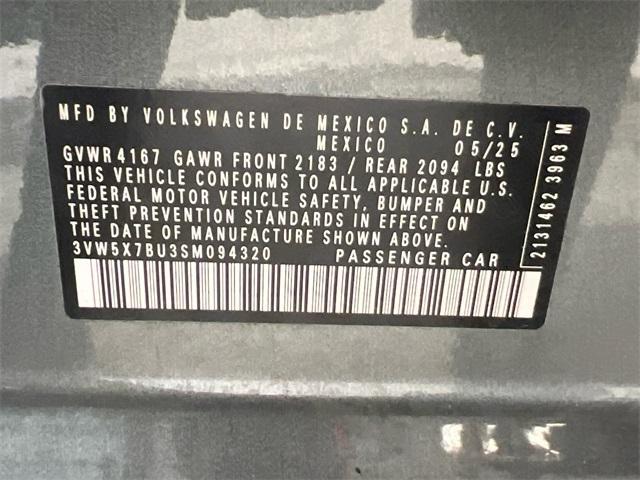 MFD BY VOLKSWAGEN DE MEXICO S.A. DE C.V.
MEXICO 05/25
GVWR 4167 GAWR FRONT 2183 / REAR 2094 LBS
THIS VEHICLE CONFORMS TO ALL APPLICABLE U.S.
FEDERAL MOTOR VEHICLE SAFETY, BUMPER AND
THEFT PREVENTION STANDARDS IN EFFECT ON
THE DATE OF MANUFACTURE SHOWN ABOVE.
3VW5X7BU3SM094320 PASSENGER CAR
2131462 3963 M